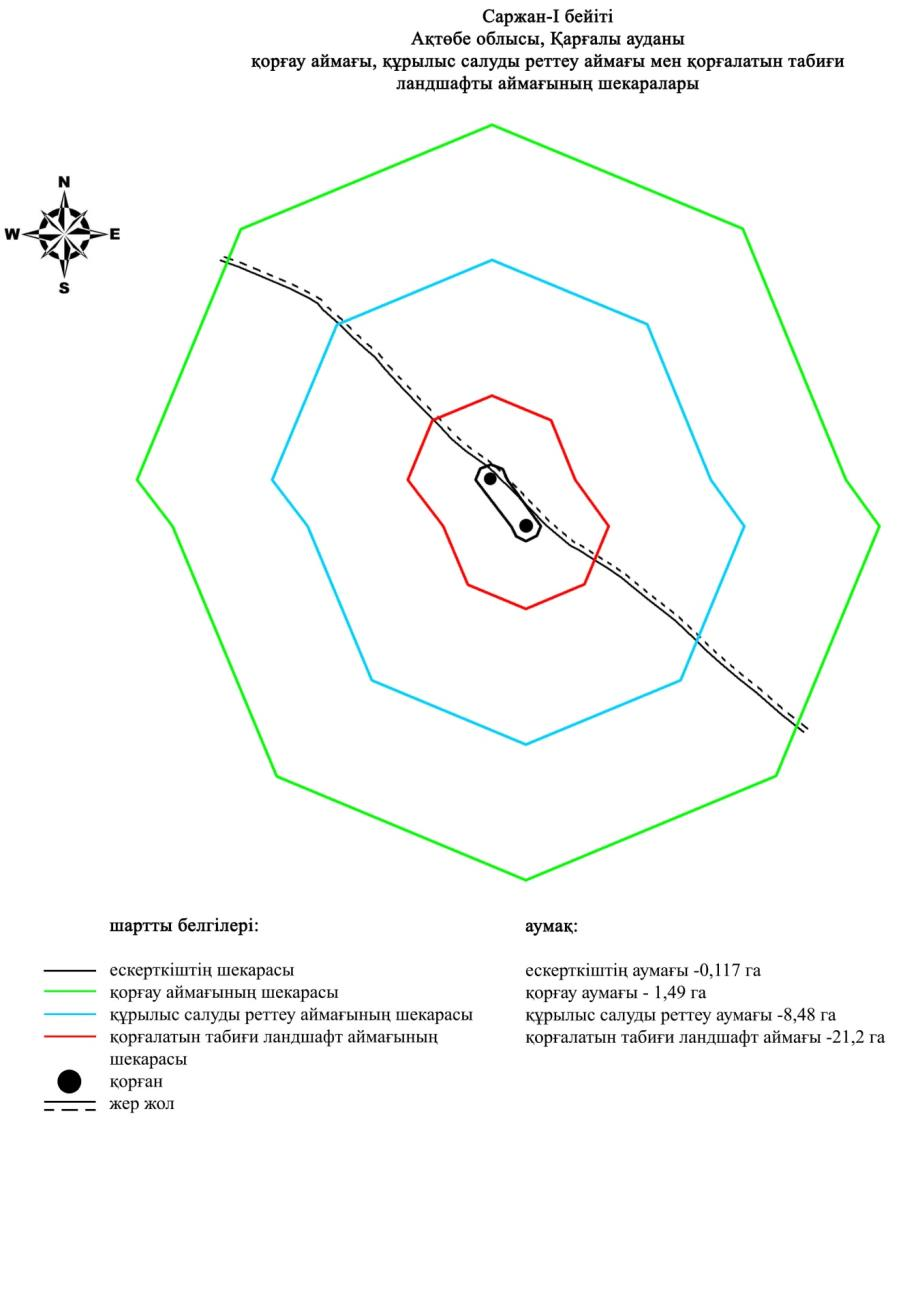 Саржан-I бейіті
Ақтөбе облысы, Қарғалы ауданы
қорғау аймағы, құрылыс салуды реттеу аймағы мен қорғалатын табиғи
ландшафты аймағының шекаралары
N
W
E
S
шартты белгілері:
ескерткіштің шекарасы
қорғау аймағының шекарасы
құрылыс салуды реттеу аймағының шекарасы
қорғалатын табиғи ландшафт аймағының
шекарасы
қорған
жер жол
аумақ:
ескерткіштің аумағы -0,117 га
қорғау аумағы - 1,49 га
құрылыс салуды реттеу аумағы -8,48 га
қорғалатын табиғи ландшафт аймағы -21,2 га